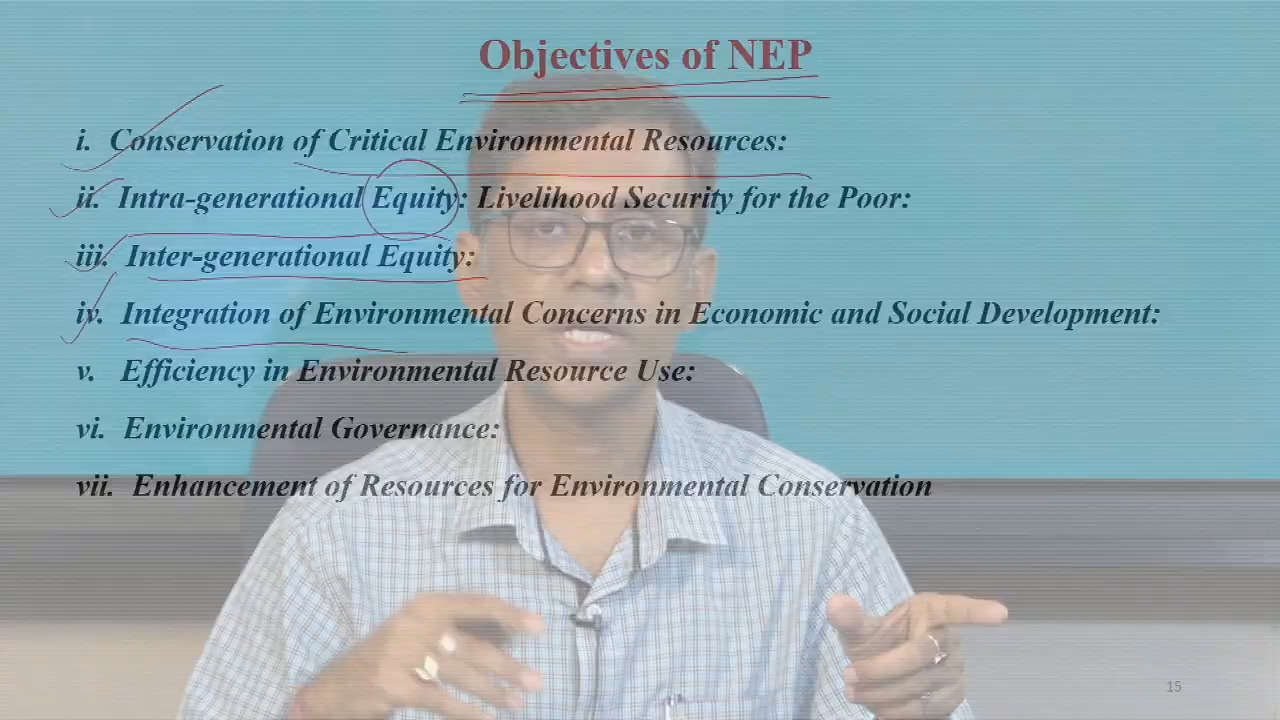 Objectives of NEP
i. Conservation of Critical Environmental Resources:
ii. Intra-generational Equity: Livelihood Security for the Poor:
iii. Inter-generational Equity:
iv. Integration of Environmental Concerns in Economic and Social Development:
v. Efficiency in Environmental Resource Use:
vi. Environmental Governance:
vii. Enhancement of Resources for Environmental Conservation
15